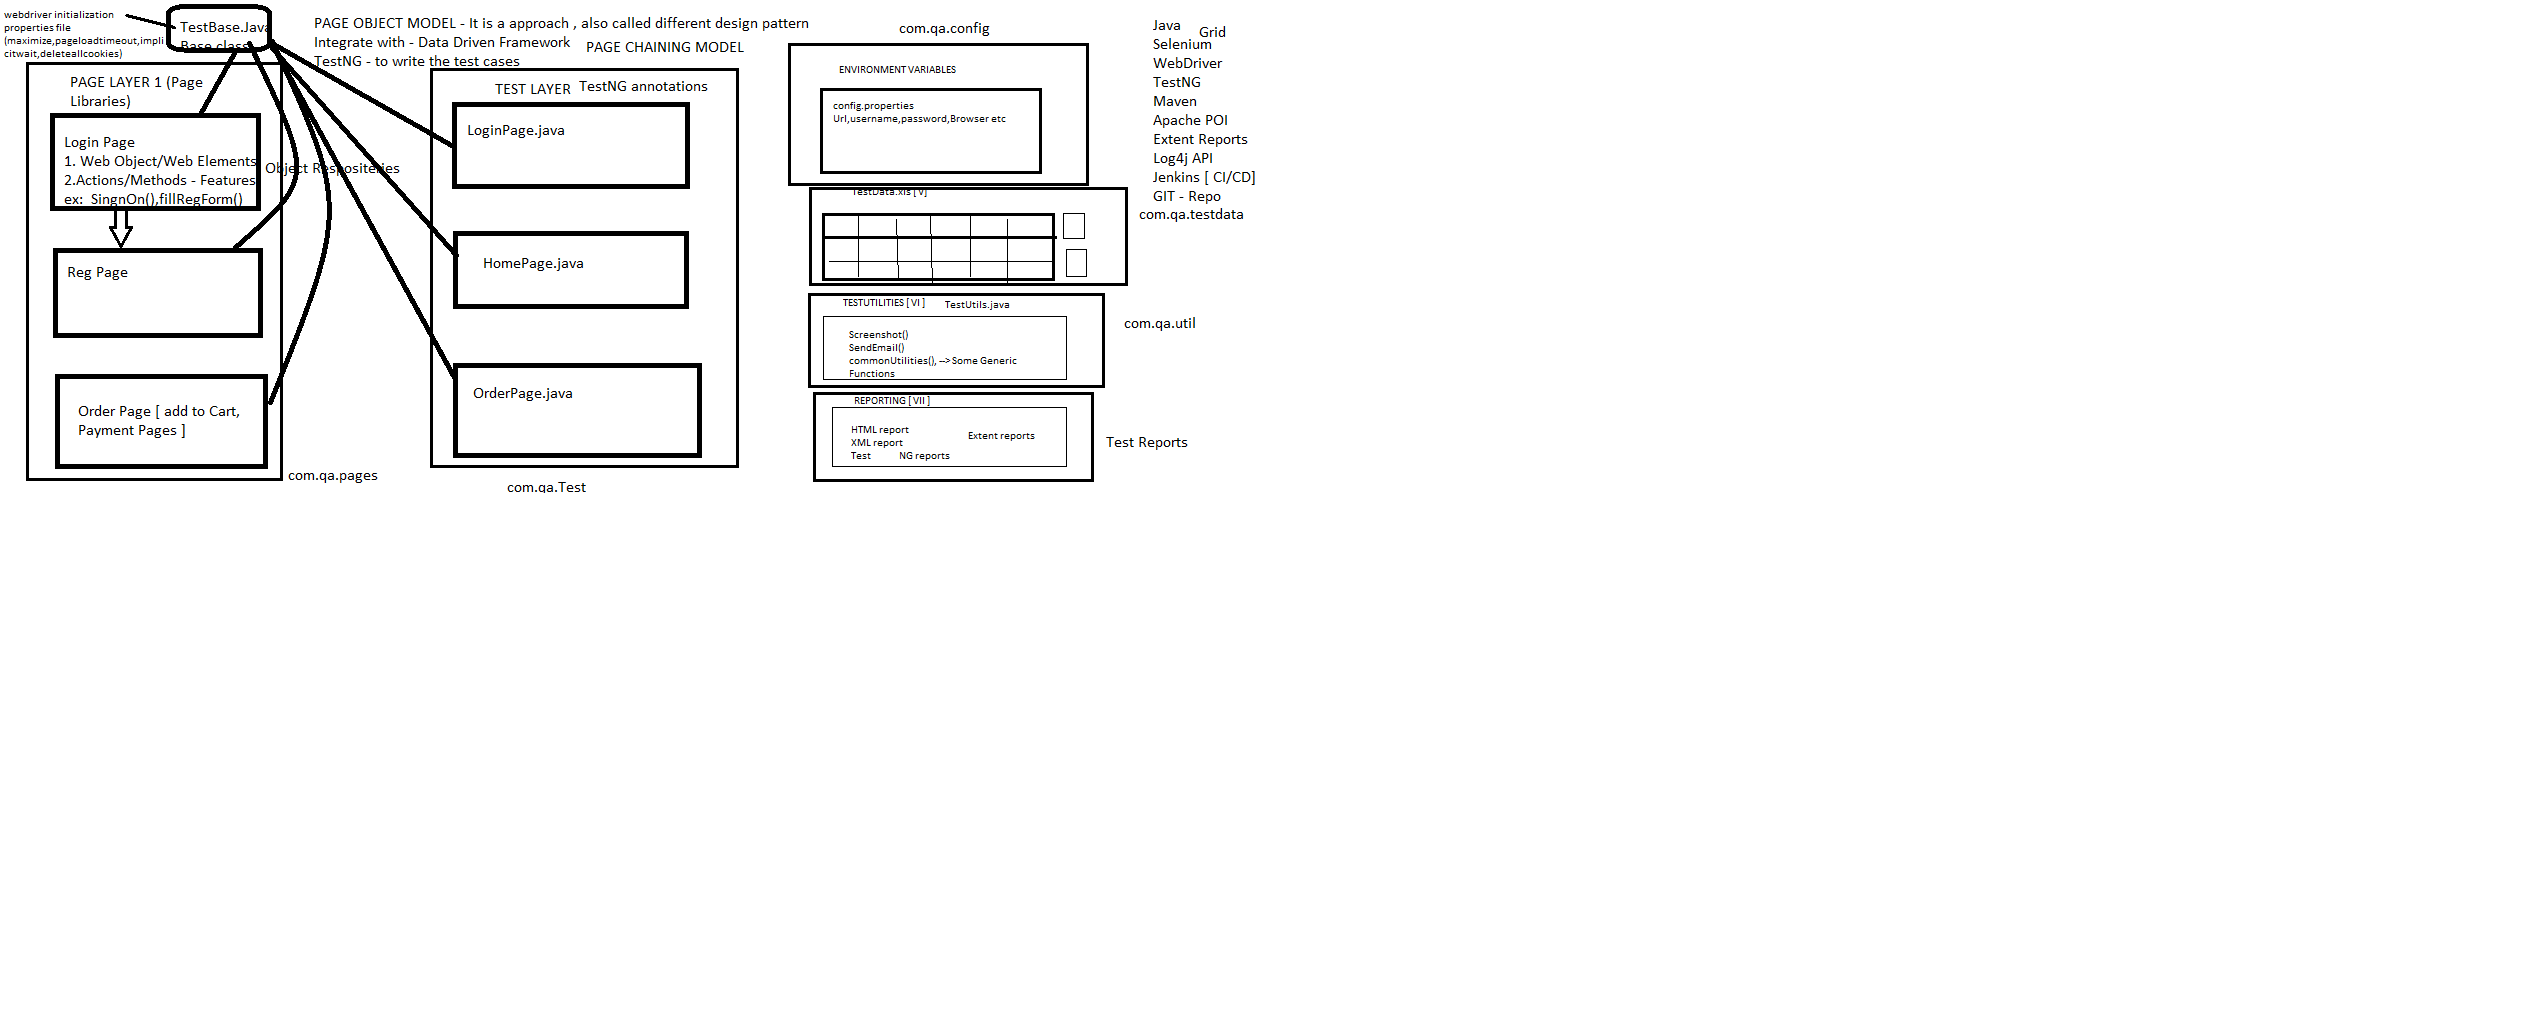 webdriver initialization
properties file
(maximize,pageloadtimeout,impli
citwait,deleteallcookies)
TestBase.Java
Base class
PAGE OBJECT MODEL - It is a approach , also called different design pattern
Integrate with - Data Driven Framework
PAGE CHAINING MODEL
TestNG - to write the test cases
PAGE LAYER 1 (Page
Libraries)
Login Page
1. Web Object/Web Elements
2.Actions/Methods - Features
ex:  SingnOn(),fillRegForm()
Object Respositeries
Reg Page
Order Page [ add to Cart,
Payment Pages ]
com.qa.pages
TEST LAYER
TestNG annotations
LoginPage.java
HomePage.java
OrderPage.java
com.qa.Test
com.qa.config
ENVIRONMENT VARIABLES
config.properties
Url,username,password,Browser etc
TestData.xls [ V]
com.qa.testdata
TESTUTILITIES [ VI ]
TestUtils.java
Screenshot()
SendEmail()
commonUtilities(), --> Some Generic
Functions
com.qa.util
REPORTING [ VII ]
HTML report
XML report
Test NG reports
Extent reports
Test Reports
Java
Grid
Selenium
WebDriver
TestNG
Maven
Apache POI
Extent Reports
Log4j API
Jenkins [ CI/CD]
GIT - Repo